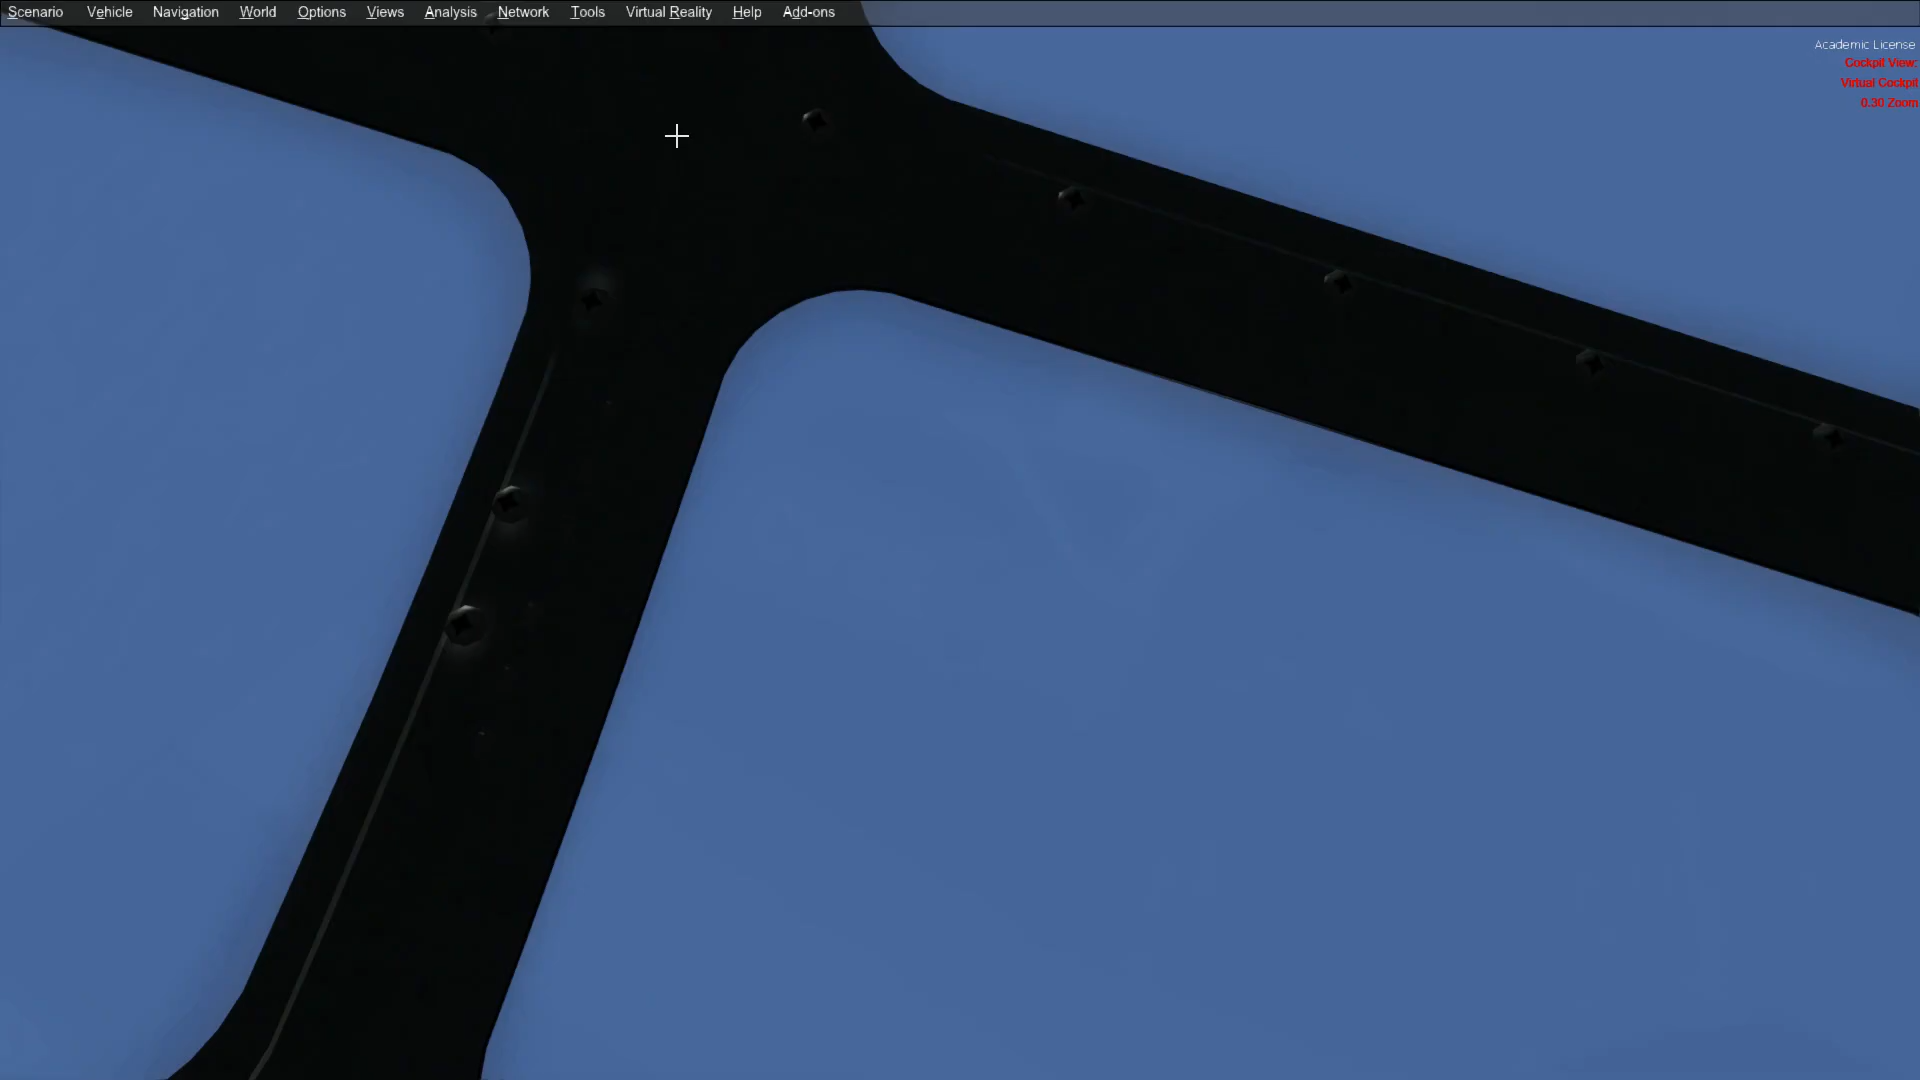 Scenario Vehicle Navigation World Options Views Analysis Network Tools Virtual Reality Help Add-ons
Academic License
Cockpit View:
Virtual Cockpit
0.30 Zoom